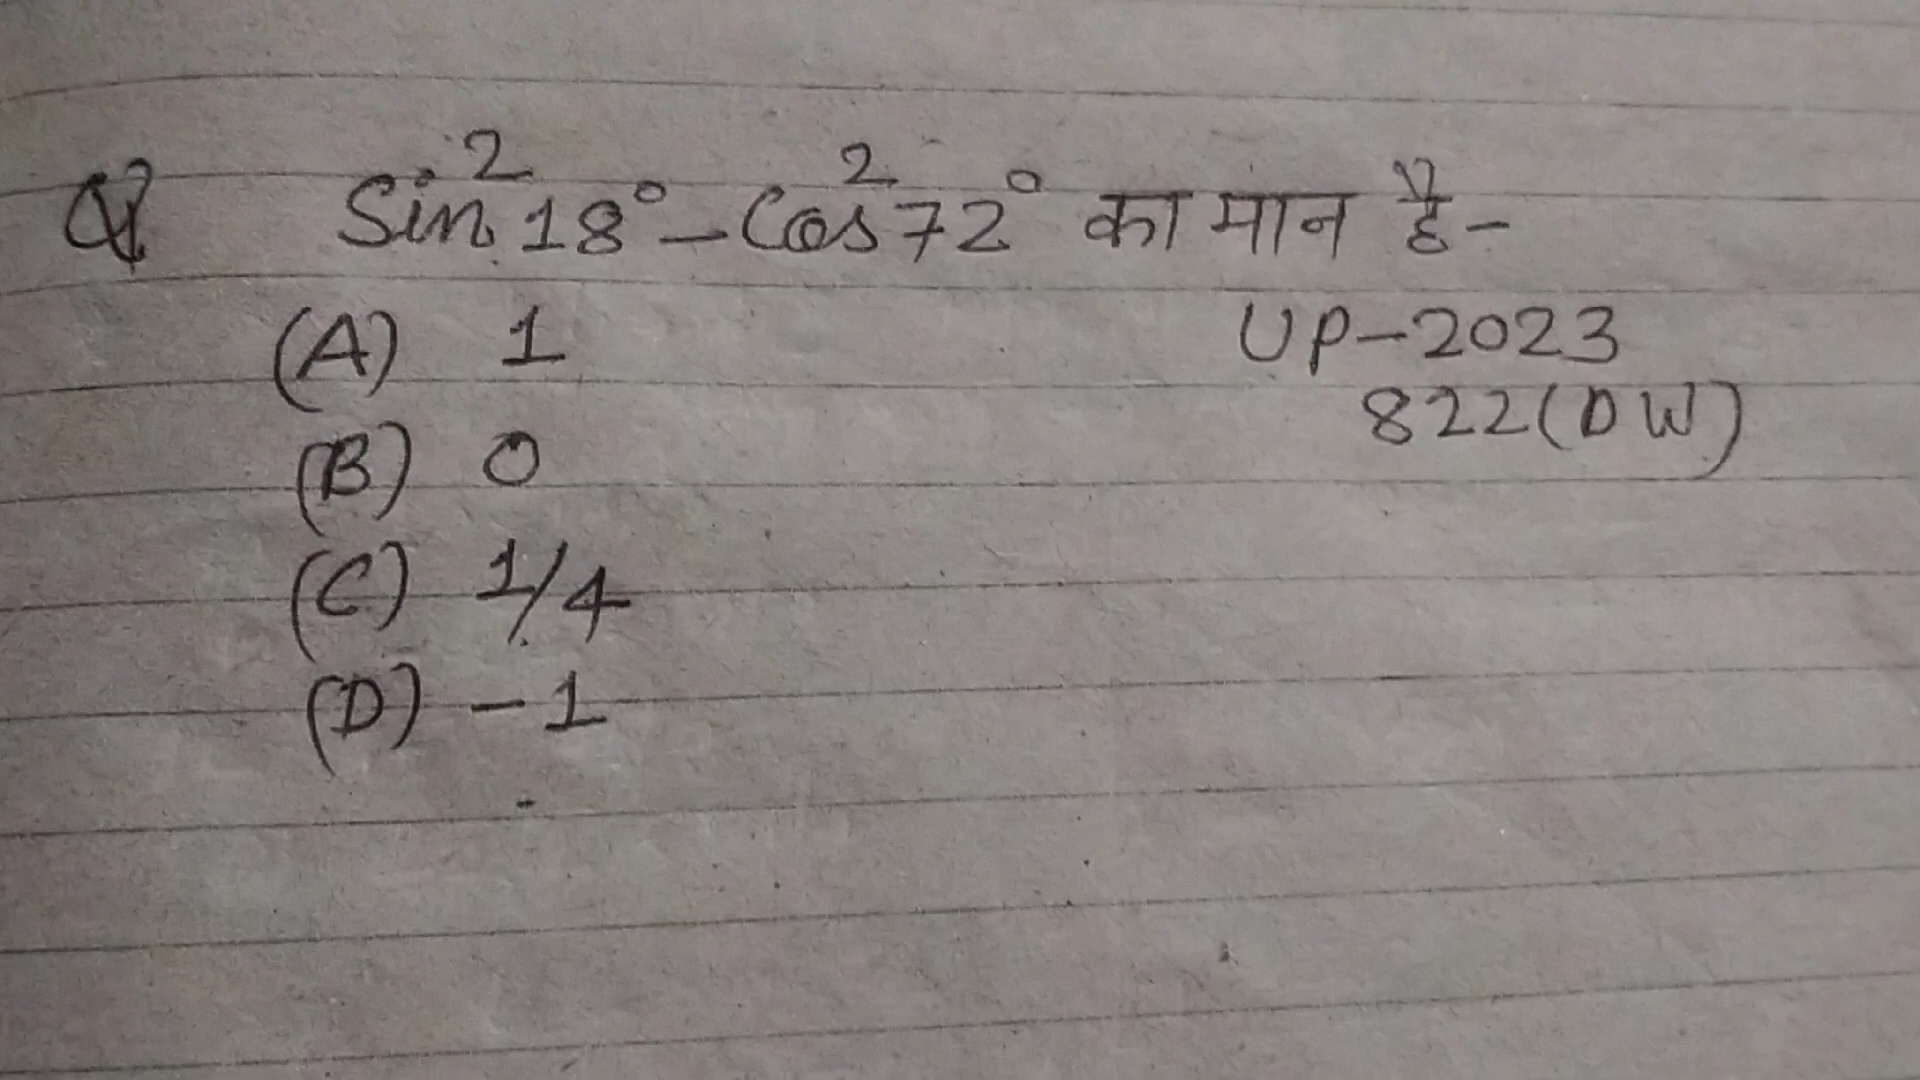 Q. Sin²18° - Cos²72° का मान है-
(A) 1
UP-2023
822(DW)
(B) 0
(C) 1/4
(D) -1